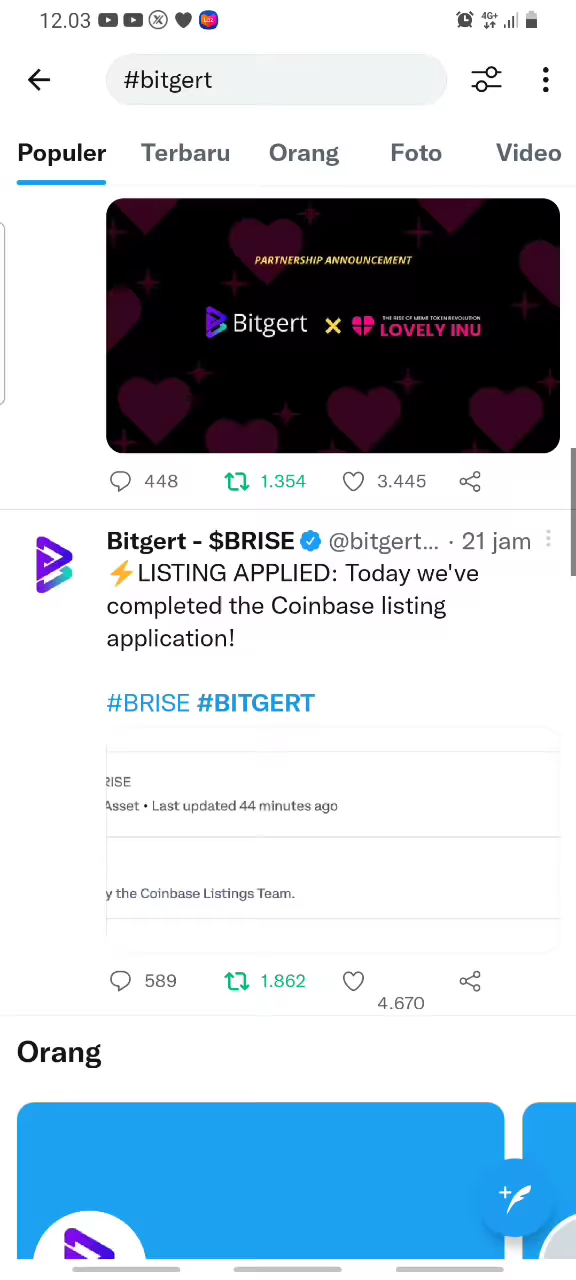 12.03 4G+
#bitgert
Populer Terbaru Orang Foto Video
PARTNERSHIP ANNOUNCEMENT
Bitgert x THE RISE OF MEME TOKEN REVOLUTION
LOVELY INU
448 1.354 3.445
Bitgert - $BRISE @bitgert... · 21 jam
⚡LISTING APPLIED: Today we've
completed the Coinbase listing
application!
#BRISE #BITGERT
RISE
Asset • Last updated 44 minutes ago
y the Coinbase Listings Team.
589 1.862 4.670
Orang